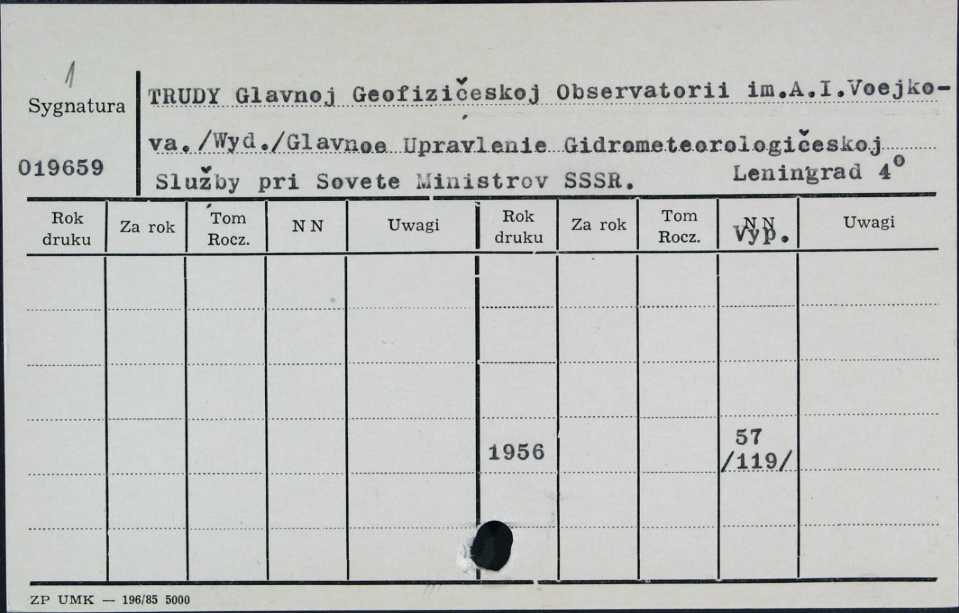 1
Sygnatura
019659
TRUDY Glavnoj Geofizičeskoj Observatorii im.A.I.Voejko-
va./Wyd./Glavnoe Upravlenie Gidrometeorologičeskoj
Služby pri Sovete Ministrov SSSR. Leningrad 4°
Rok druku Za rok Tom Rocz. N N Uwagi Rok druku Za rok Tom Rocz. N N Vyp. Uwagi
1956 57 /119/
ZP UMK — 196/85 5000